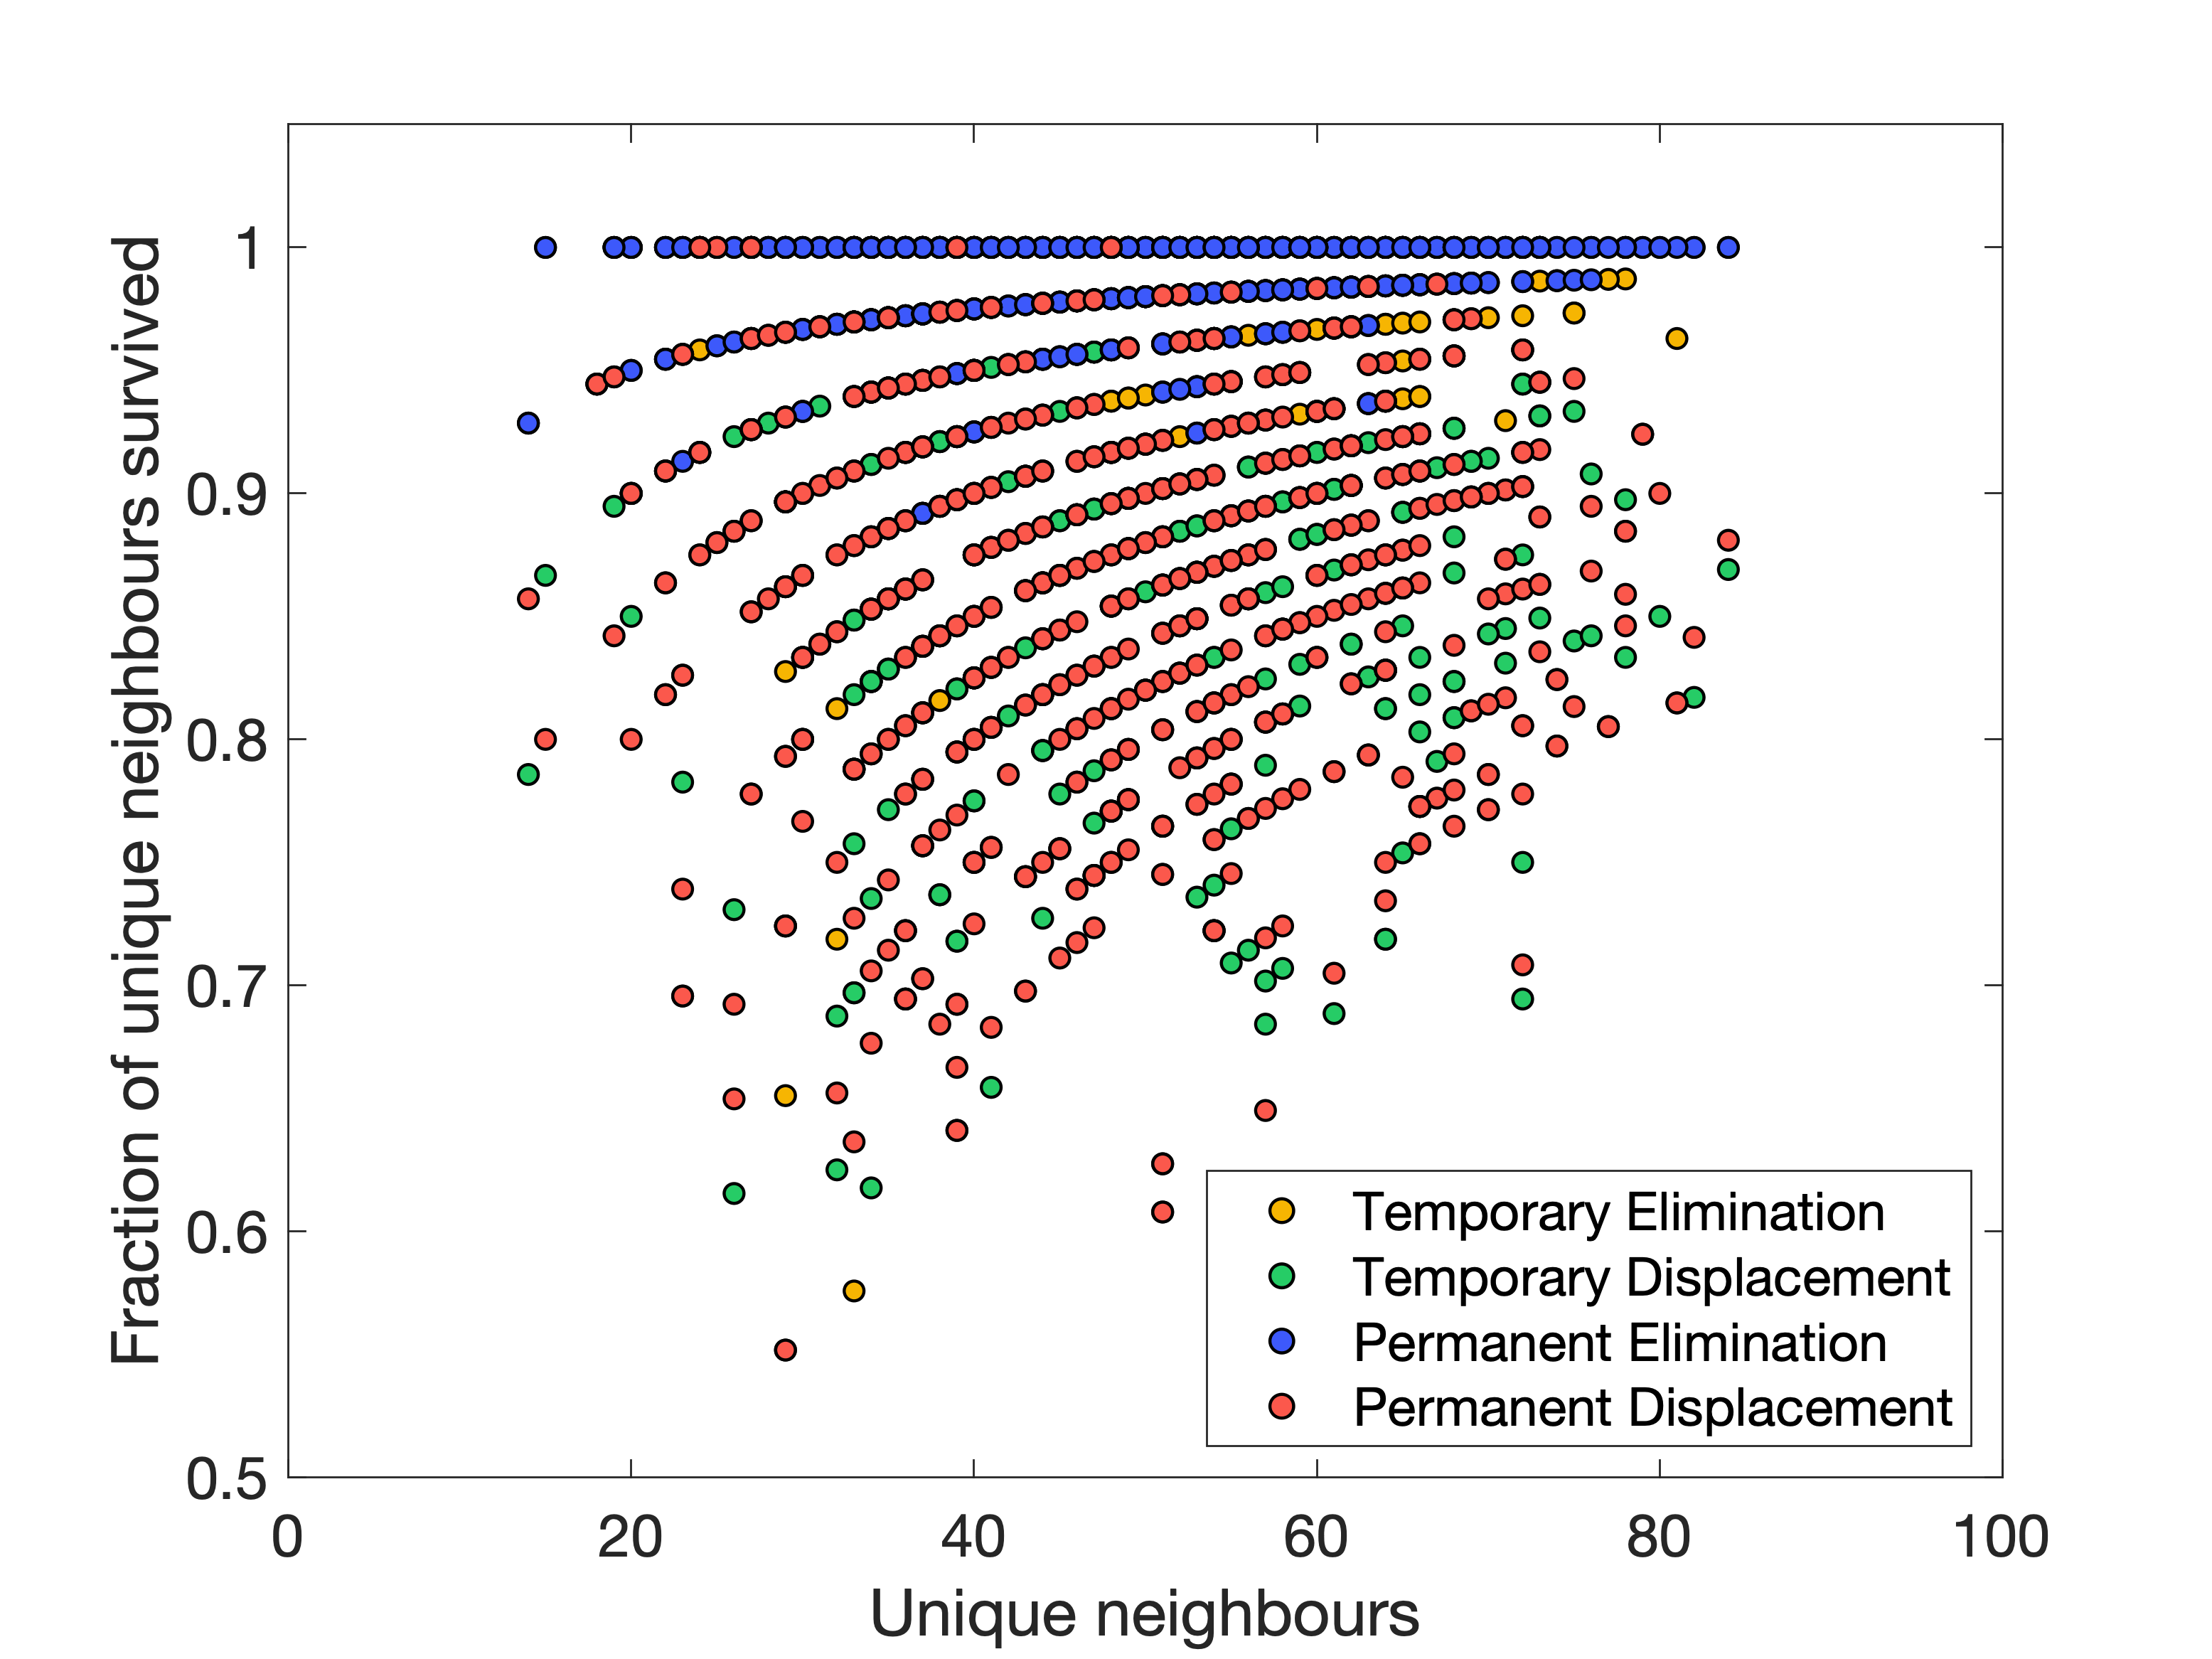 Fraction of unique neighbours survived
1
0.9
0.8
0.7
0.6
0.5
0
20
40
60
80
100
Unique neighbours
Temporary Elimination
Temporary Displacement
Permanent Elimination
Permanent Displacement